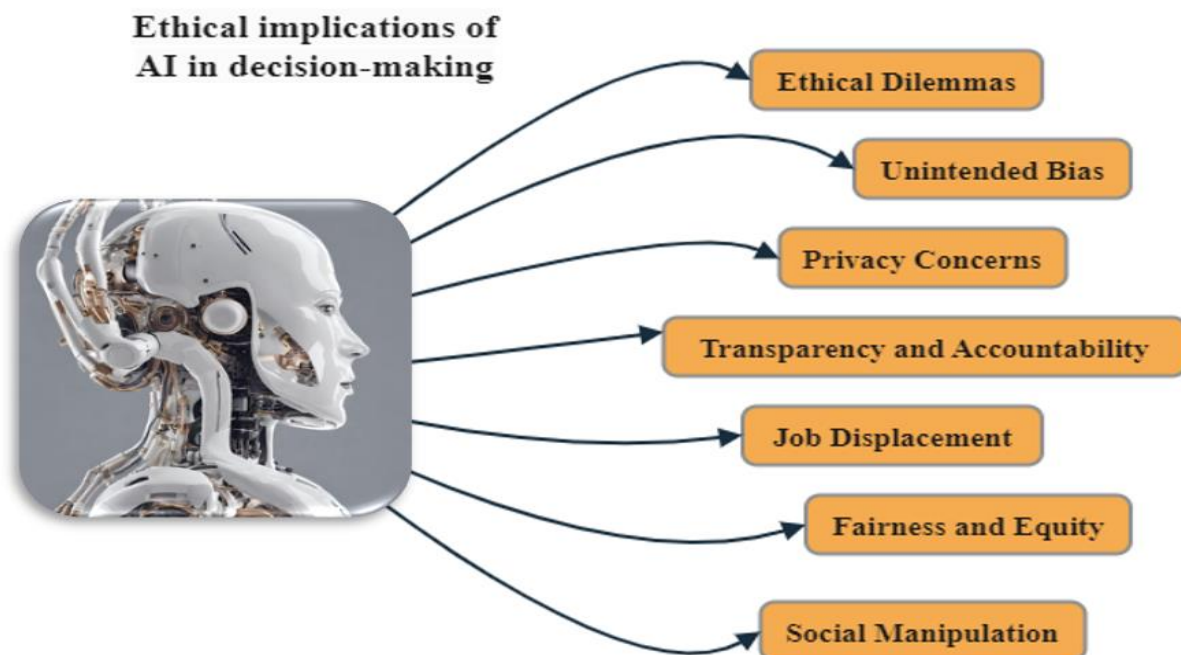 Ethical implications of
AI in decision-making
Ethical Dilemmas
Unintended Bias
Privacy Concerns
Transparency and Accountability
Job Displacement
Fairness and Equity
Social Manipulation